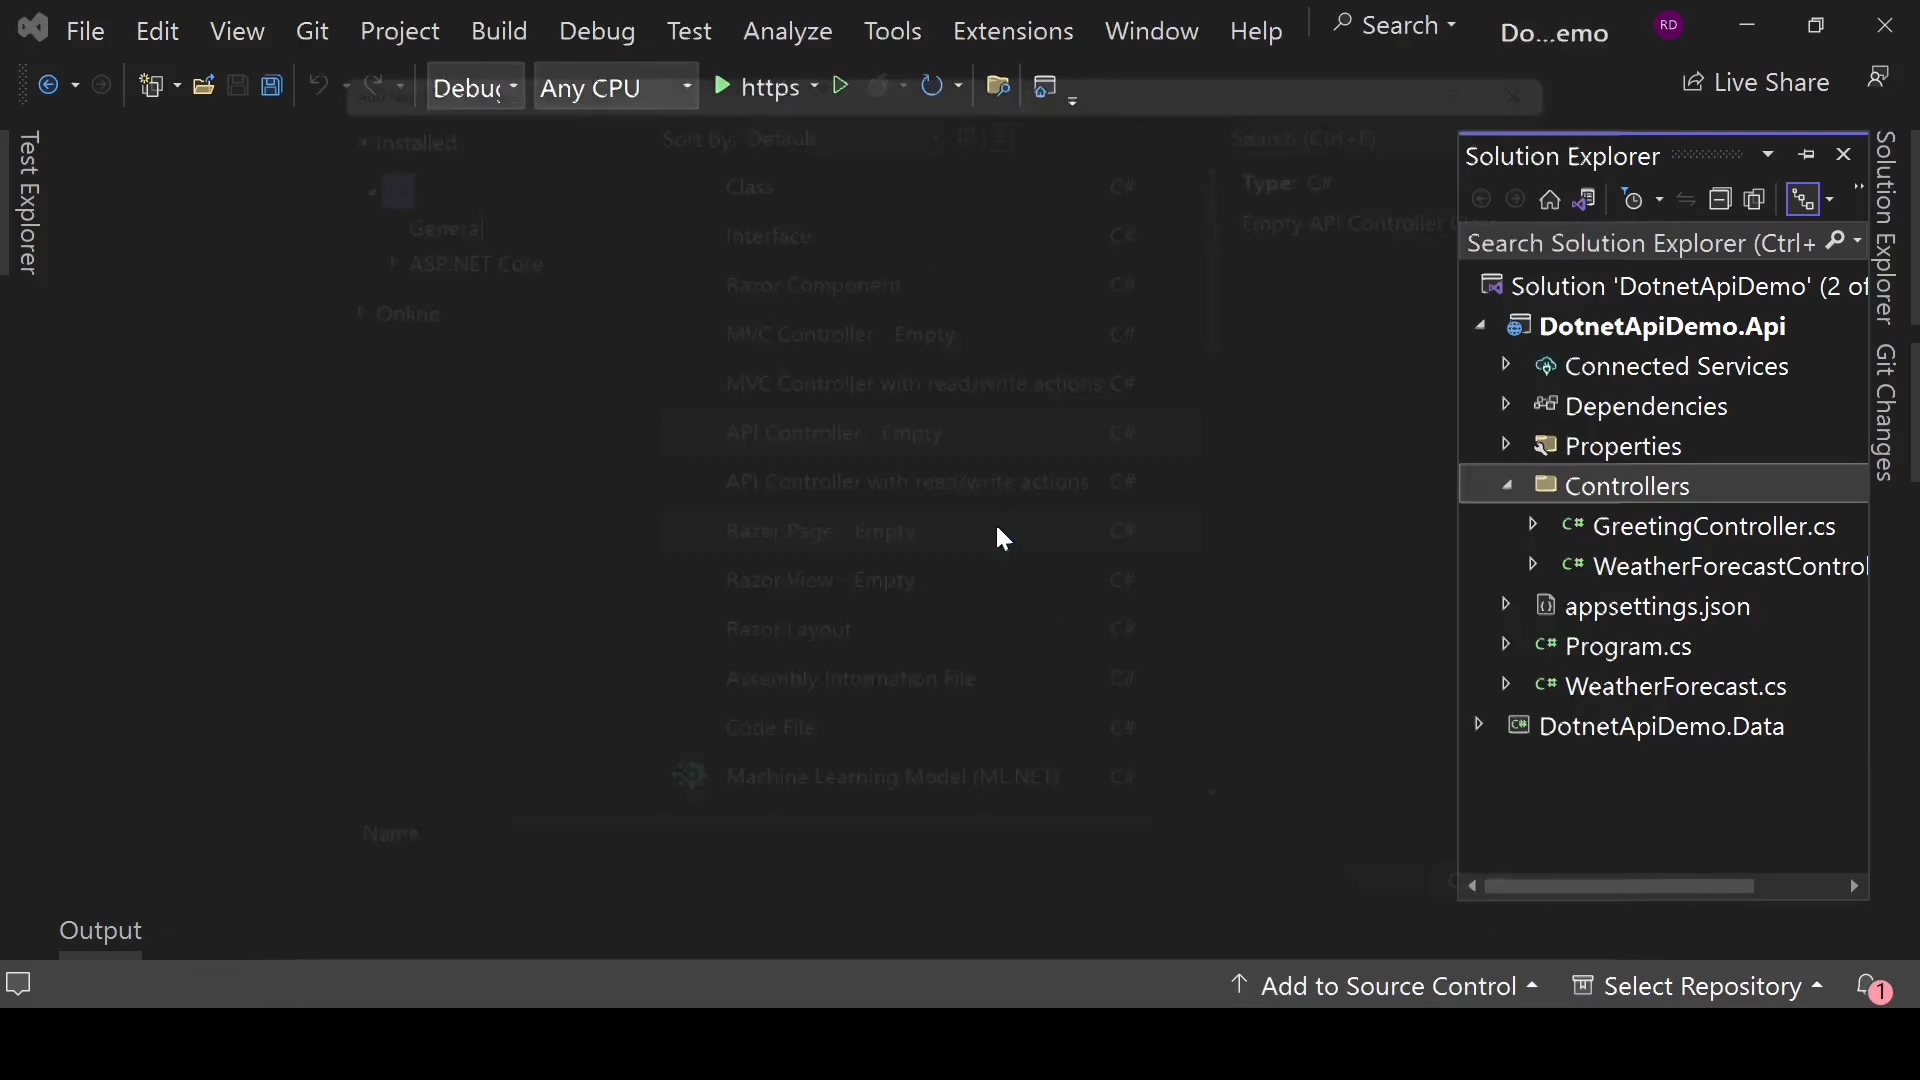 File Edit View Git Project Build Debug Test Analyze Tools Extensions Window Help Search Do...emo RD
Debug Any CPU https Live Share
Test Explorer
Installed
General
ASP.NET Core
Online
Sort by: Default
Class C#
Interface C#
Razor Component C#
MVC Controller - Empty C#
MVC Controller with read/write actions C#
API Controller - Empty C#
API Controller with read/write actions C#
Razor Page - Empty C#
Razor View - Empty C#
Razor Layout C#
Assembly Information File C#
Code File C#
Machine Learning Model (ML.NET) C#
Name
Search (Ctrl+E)
Type: C#
Empty API Controller
Solution Explorer
Search Solution Explorer (Ctrl+
Solution 'DotnetApiDemo' (2 of
DotnetApiDemo.Api
Connected Services
Dependencies
Properties
Controllers
C# GreetingController.cs
C# WeatherForecastControl
appsettings.json
C# Program.cs
C# WeatherForecast.cs
C# DotnetApiDemo.Data
Solution Explorer
Git Changes
Output
Add to Source Control Select Repository 1